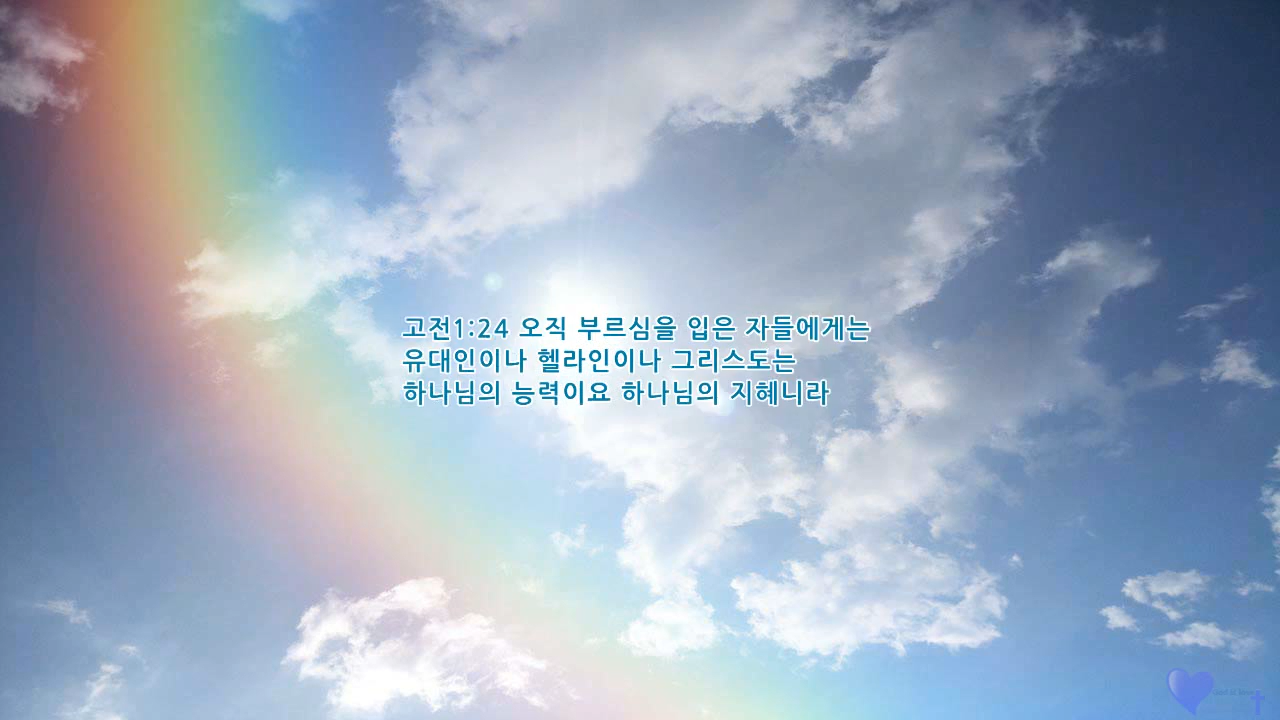 고전1:24 오직 부르심을 입은 자들에게는
유대인이나 헬라인이나 그리스도는
하나님의 능력이요 하나님의 지혜니라